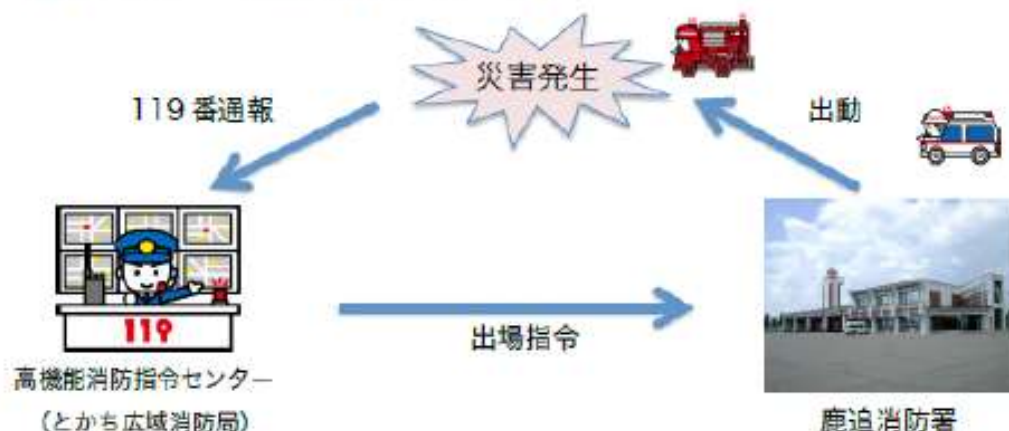 災害発生
119番通報
出動
119
出場指令
高機能消防指令センター
（とかち広域消防局）
鹿追消防署